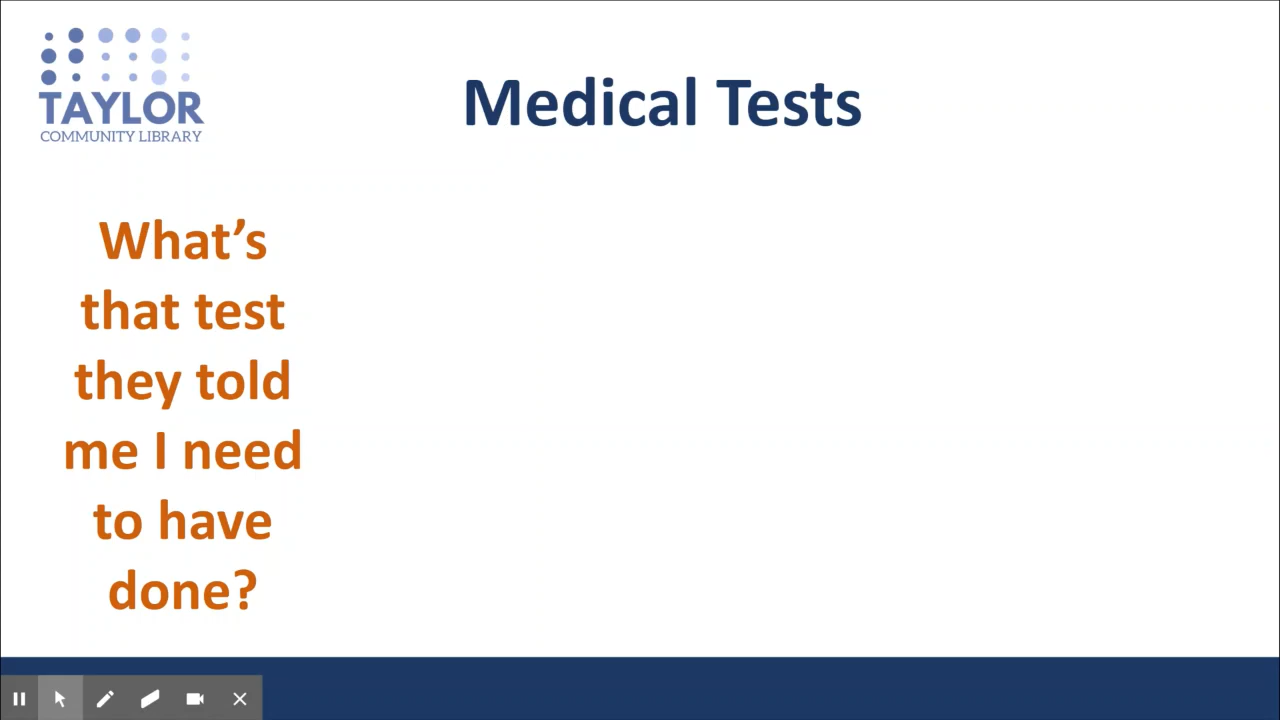 TAYLOR
COMMUNITY LIBRARY
Medical Tests
What’s
that test
they told
me I need
to have
done?